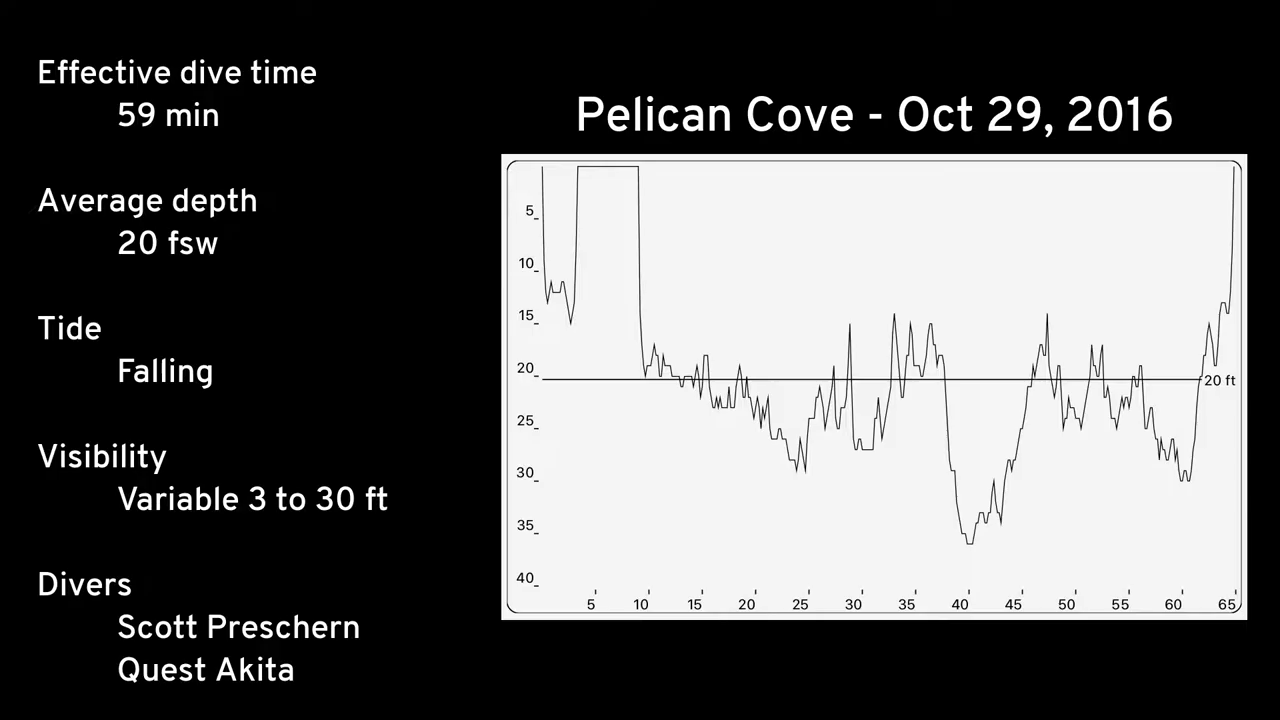 Effective dive time
59 min
Average depth
20 fsw
Tide
Falling
Visibility
Variable 3 to 30 ft
Divers
Scott Preschern
Quest Akita
Pelican Cove - Oct 29, 2016
5
10
15
20
25
30
35
40
20 ft
5 10 15 20 25 30 35 40 45 50 55 60 65